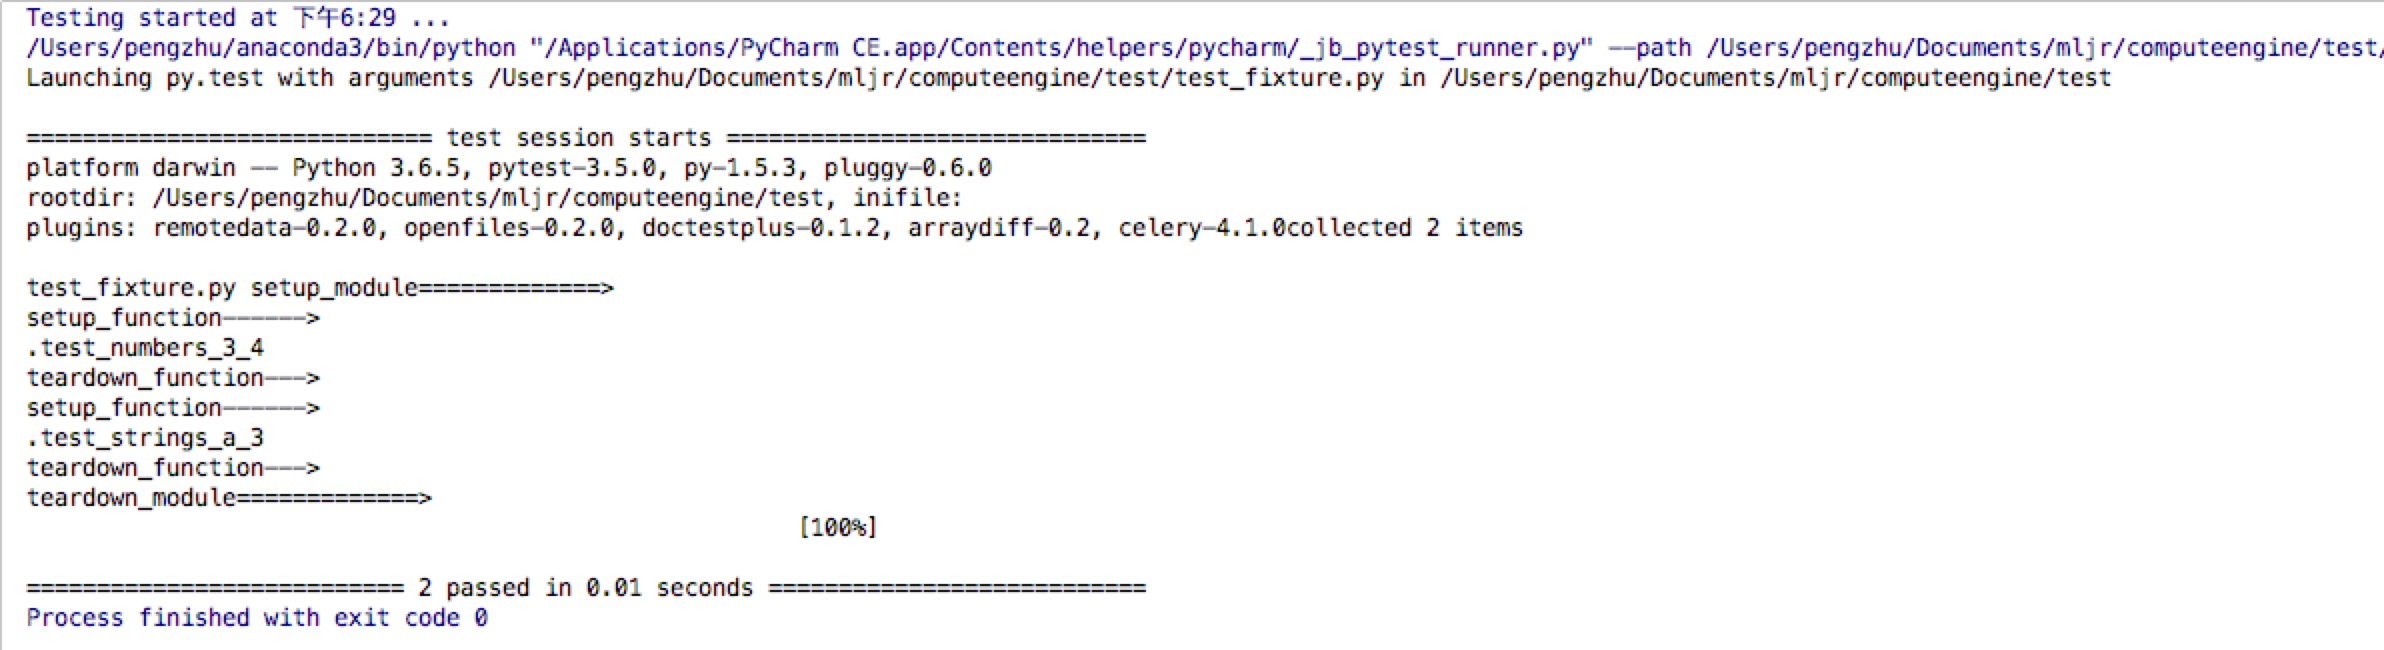 Testing started at 下午6:29 ...
/Users/pengzhu/anaconda3/bin/python "/Applications/PyCharm CE.app/Contents/helpers/pycharm/_jb_pytest_runner.py" --path /Users/pengzhu/Documents/mljr/computeengine/test/
Launching py.test with arguments /Users/pengzhu/Documents/mljr/computeengine/test/test_fixture.py in /Users/pengzhu/Documents/mljr/computeengine/test
============================= test session starts ==============================
platform darwin -- Python 3.6.5, pytest-3.5.0, py-1.5.3, pluggy-0.6.0
rootdir: /Users/pengzhu/Documents/mljr/computeengine/test, inifile:
plugins: remotedata-0.2.0, openfiles-0.2.0, doctestplus-0.1.2, arraydiff-0.2, celery-4.1.0collected 2 items
test_fixture.py setup_module=============>
setup_function------>
.test_numbers_3_4
teardown_function--->
setup_function------>
.test_strings_a_3
teardown_function--->
teardown_module=============>
[100%]
=========================== 2 passed in 0.01 seconds ===========================
Process finished with exit code 0